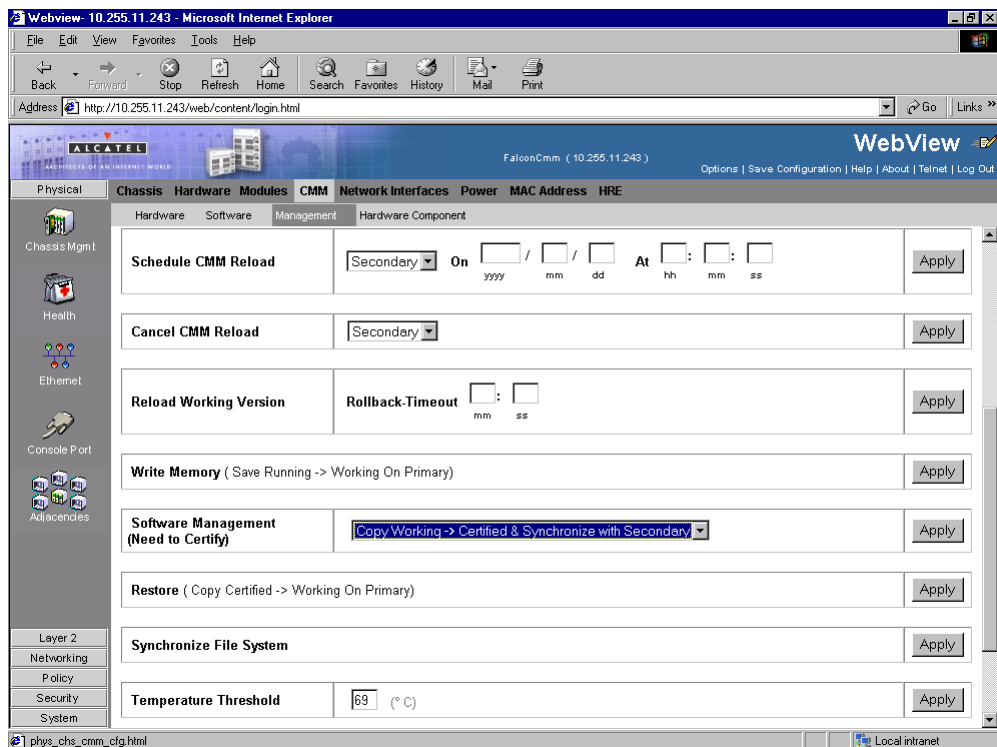 Webview- 10.255.11.243 - Microsoft Internet Explorer
File Edit View Favorites Tools Help
Back Forward Stop Refresh Home Search Favorites History Mail Print
Address http://10.255.11.243/web/content/login.html Go Links »
ALCATEL
ARCHITECTS OF AN INTERNET WORLD
FalconCmm ( 10.255.11.243 )
WebView
Options | Save Configuration | Help | About | Telnet | Log Out
Physical
Chassis Hardware Modules CMM Network Interfaces Power MAC Address HRE
Hardware Software Management Hardware Component
Chassis Mgmt
Health
Ethernet
Console Port
Adjacencies
Layer 2
Networking
Policy
Security
System
Schedule CMM Reload Secondary On / / At : : Apply
yyyy mm dd hh mm ss
Cancel CMM Reload Secondary Apply
Reload Working Version Rollback-Timeout : Apply
mm ss
Write Memory ( Save Running -> Working On Primary) Apply
Software Management
(Need to Certify) Copy Working -> Certified & Synchronize with Secondary Apply
Restore ( Copy Certified -> Working On Primary) Apply
Synchronize File System Apply
Temperature Threshold 69 (° C) Apply
phys_chs_cmm_cfg.html Local intranet